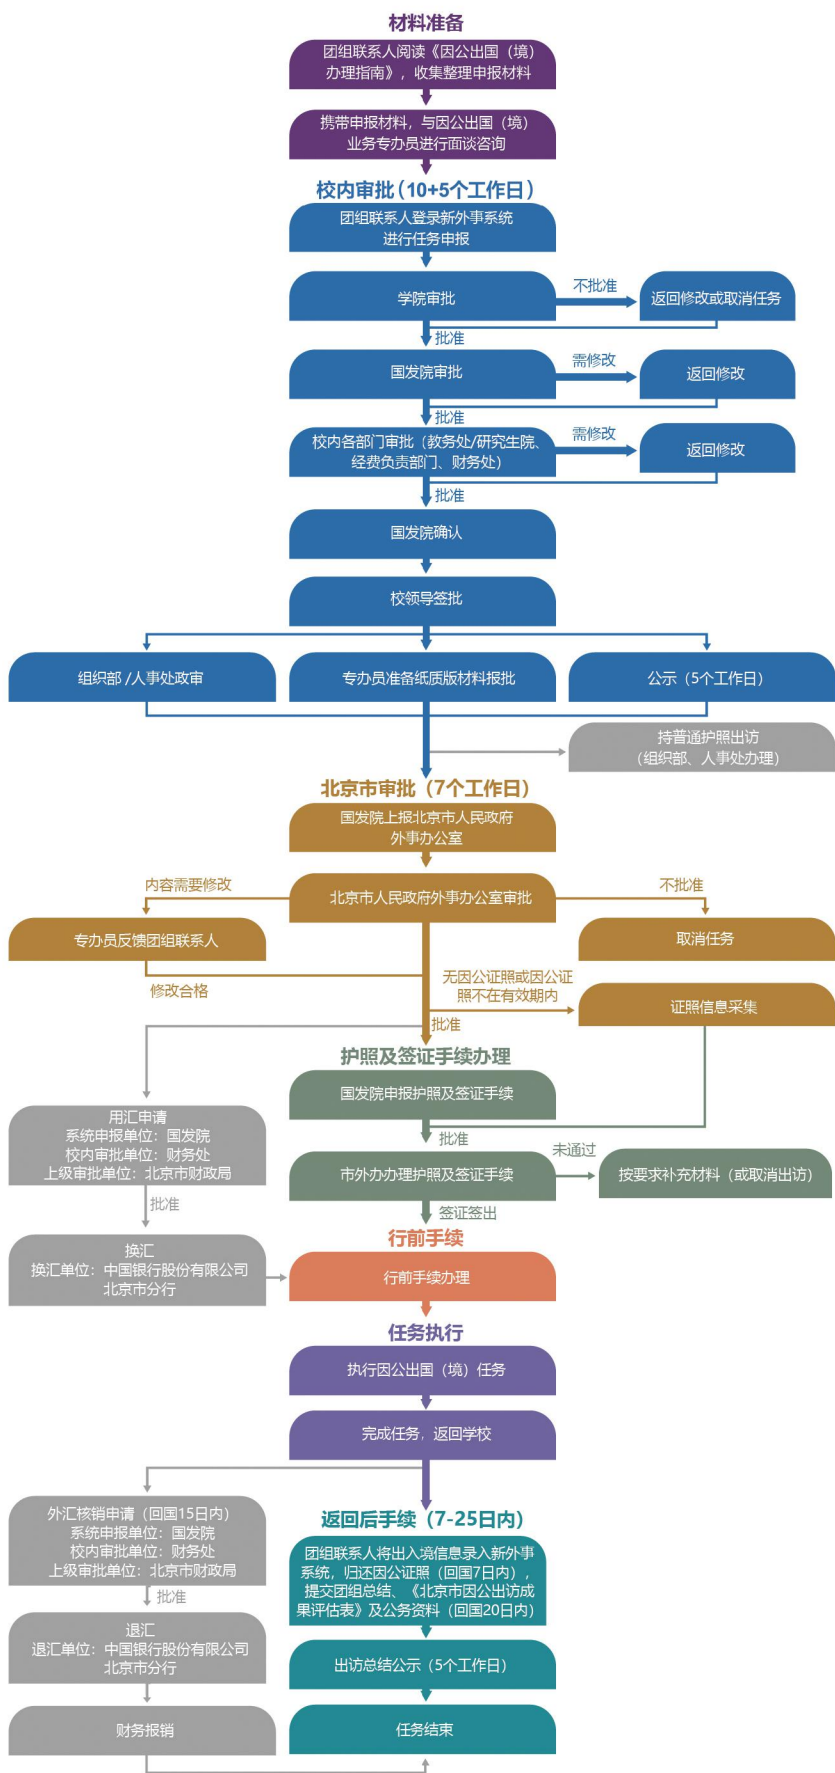 材料准备
团组联系人阅读《因公出国（境）
办理指南》，收集整理申报材料
携带申报材料，与因公出国（境）
业务专办员进行面谈咨询
校内审批（10+5个工作日）
团组联系人登录新外事系统
进行任务申报
学院审批
不批准
返回修改或取消任务
批准
国发院审批
需修改
返回修改
批准
校内各部门审批（教务处/研究生院、
经费负责部门、财务处）
需修改
返回修改
批准
国发院确认
校领导签批
组织部 /人事处政审
专办员准备纸质版材料报批
公示（5个工作日）
持普通护照出访
（组织部、人事处办理）
北京市审批（7个工作日）
国发院上报北京市人民政府
外事办公室
内容需要修改
北京市人民政府外事办公室审批
不批准
专办员反馈团组联系人
取消任务
修改合格
无因公证照或因公证
照不在有效期内
证照信息采集
批准
护照及签证手续办理
国发院申报护照及签证手续
用汇申请
系统申报单位：国发院
校内审批单位：财务处
上级审批单位：北京市财政局
批准
批准
市外办办理护照及签证手续
未通过
按要求补充材料（或取消出访）
签证签出
行前手续
换汇
换汇单位：中国银行股份有限公司
北京市分行
行前手续办理
任务执行
执行因公出国（境）任务
完成任务，返回学校
外汇核销申请（回国15日内）
系统申报单位：国发院
校内审批单位：财务处
上级审批单位：北京市财政局
批准
退汇
退汇单位：中国银行股份有限公司
北京市分行
财务报销
返回后手续（7-25日内）
团组联系人将出入境信息录入新外事
系统，归还因公证照（回国7日内），
提交团组总结、《北京市因公出访成
果评估表》及公务资料（回国20日内）
出访总结公示（5个工作日）
任务结束